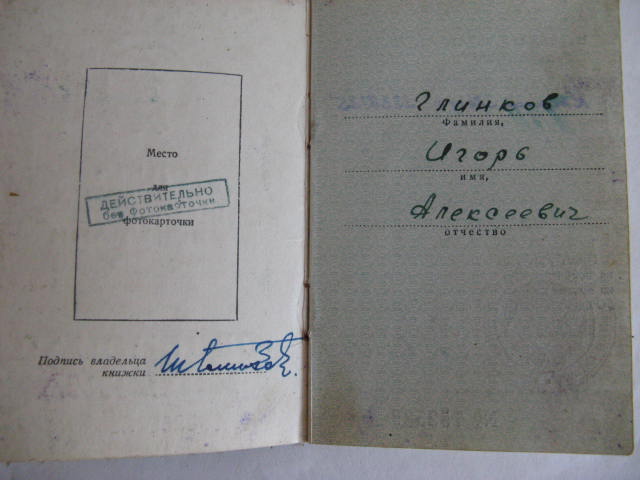 Место
для
ДЕЙСТВИТЕЛЬНО
без фотокарточки
фотокарточки
Подпись владельца
книжки
Глинков
Фамилия,
Игорь
имя,
Алексеевич
отчество